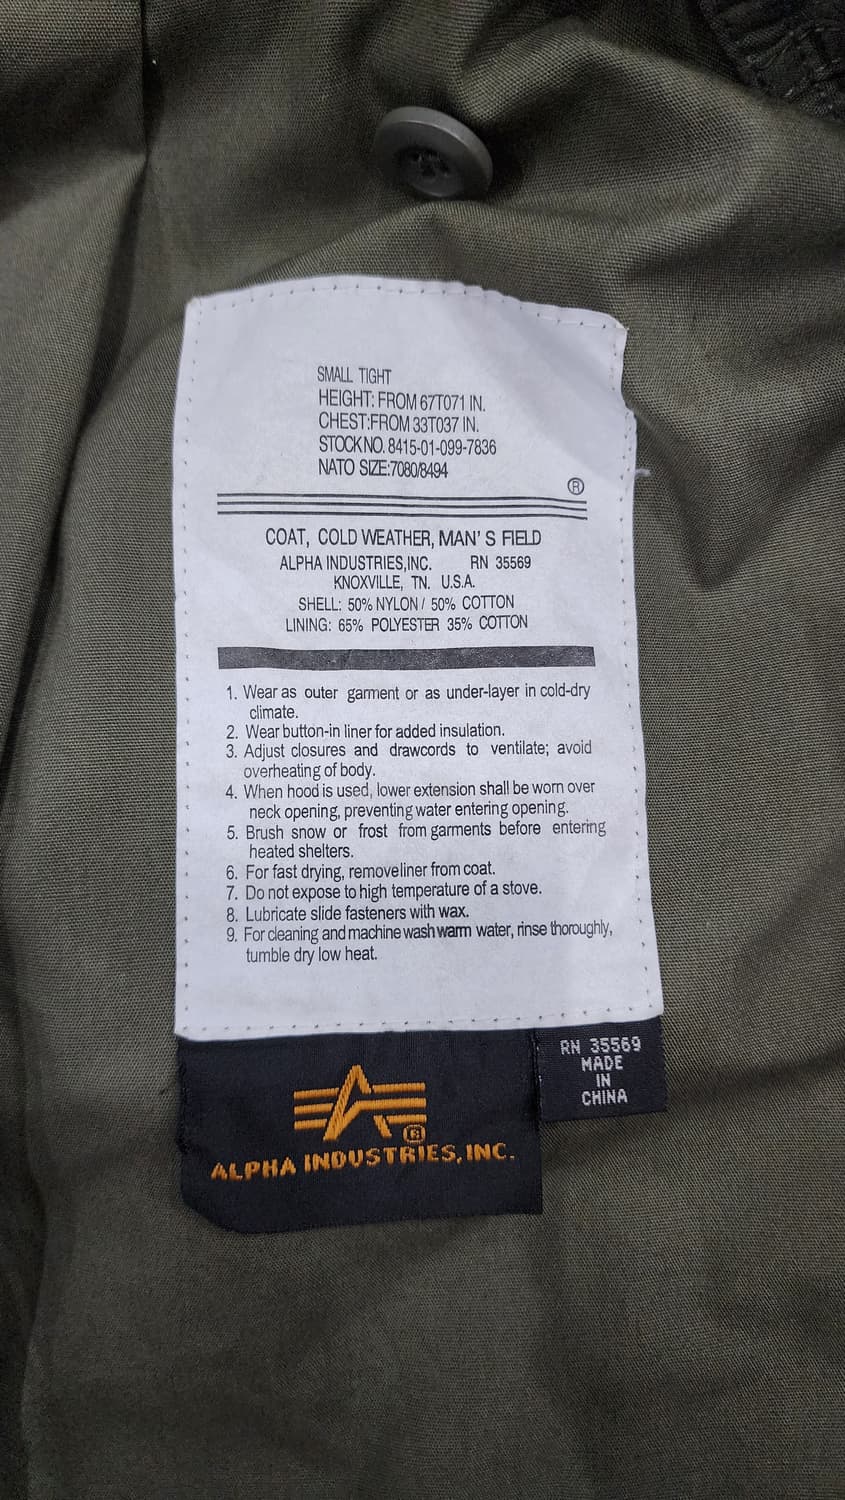 SMALL TIGHT
HEIGHT: FROM 67T071 IN.
CHEST:FROM 33T037 IN.
STOCK NO. 8415-01-099-7836
NATO SIZE:7080/8494
®
COAT, COLD WEATHER, MAN' S FIELD
ALPHA INDUSTRIES,INC. RN 35569
KNOXVILLE, TN. U.S.A.
SHELL: 50% NYLON / 50% COTTON
LINING: 65% POLYESTER 35% COTTON
1. Wear as outer garment or as under-layer in cold-dry
climate.
2. Wear button-in liner for added insulation.
3. Adjust closures and drawcords to ventilate; avoid
overheating of body.
4. When hood is used, lower extension shall be worn over
neck opening, preventing water entering opening.
5. Brush snow or frost from garments before entering
heated shelters.
6. For fast drying, remove liner from coat.
7. Do not expose to high temperature of a stove.
8. Lubricate slide fasteners with wax.
9. For cleaning and machine wash warm water, rinse thoroughly,
tumble dry low heat.
RN 35569
MADE
IN
CHINA
®
ALPHA INDUSTRIES, INC.